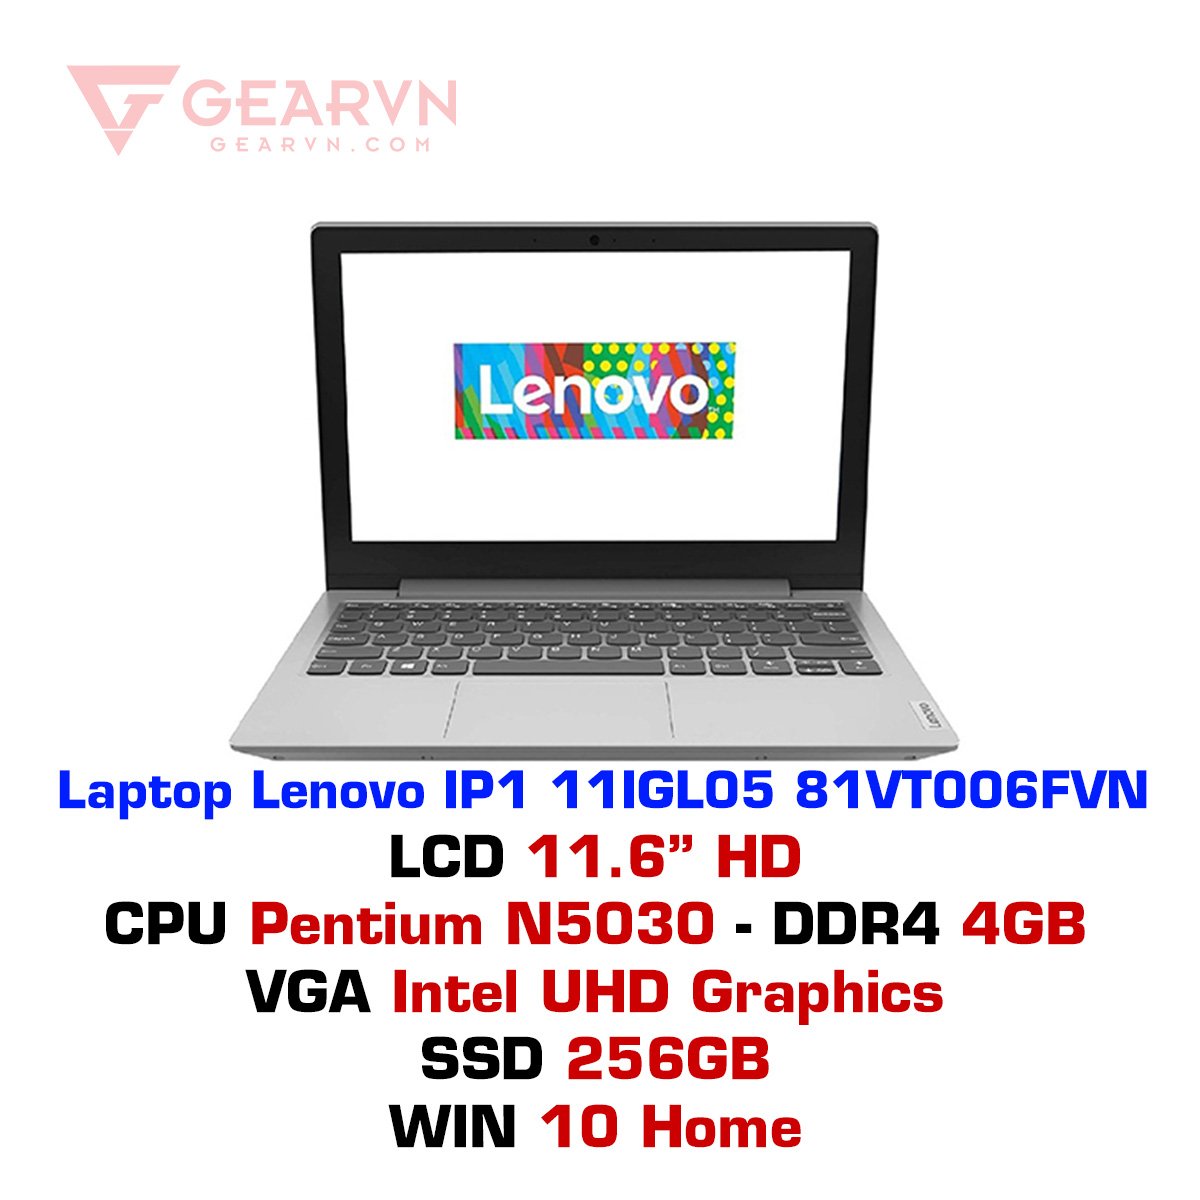 GEARVN
GEARVN.COM
Lenovo
Lenovo
Laptop Lenovo IP1 11IGL05 81VT006FVN
LCD 11.6” HD
CPU Pentium N5030 - DDR4 4GB
VGA Intel UHD Graphics
SSD 256GB
WIN 10 Home